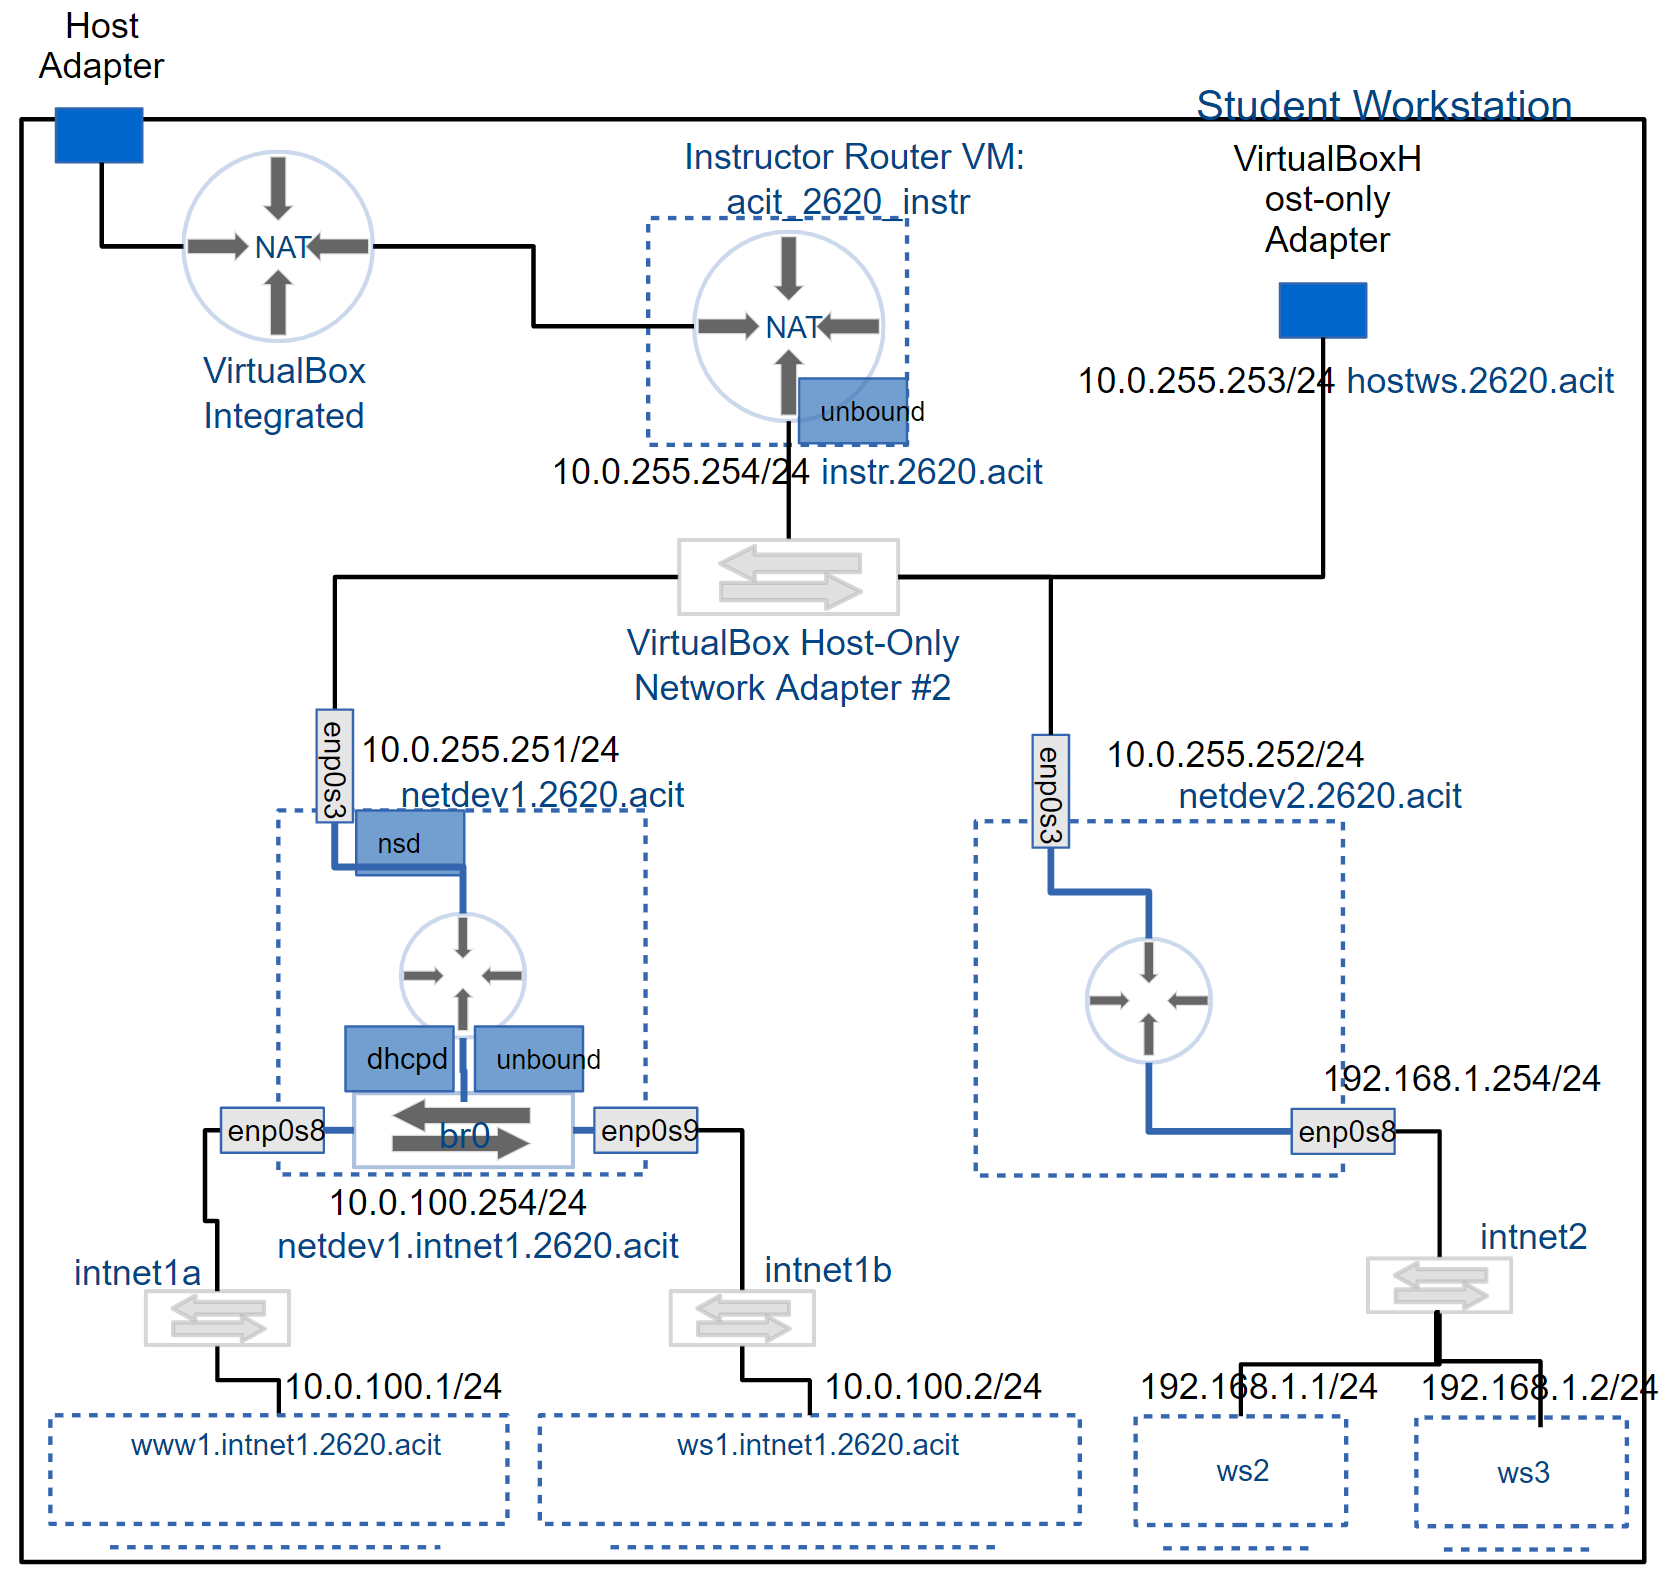 Host
Adapter
Student Workstation
Instructor Router VM:
acit_2620_instr
VirtualBoxH
ost-only
Adapter
NAT
NAT
VirtualBox
Integrated
unbound
10.0.255.253/24 hostws.2620.acit
10.0.255.254/24 instr.2620.acit
VirtualBox Host-Only
Network Adapter #2
enp0s3
10.0.255.251/24
netdev1.2620.acit
enp0s3
10.0.255.252/24
netdev2.2620.acit
nsd
dhcpd
unbound
192.168.1.254/24
enp0s8
br0
enp0s9
enp0s8
10.0.100.254/24
netdev1.intnet1.2620.acit
intnet1a
intnet1b
intnet2
10.0.100.1/24
10.0.100.2/24
192.168.1.1/24
192.168.1.2/24
www1.intnet1.2620.acit
ws1.intnet1.2620.acit
ws2
ws3